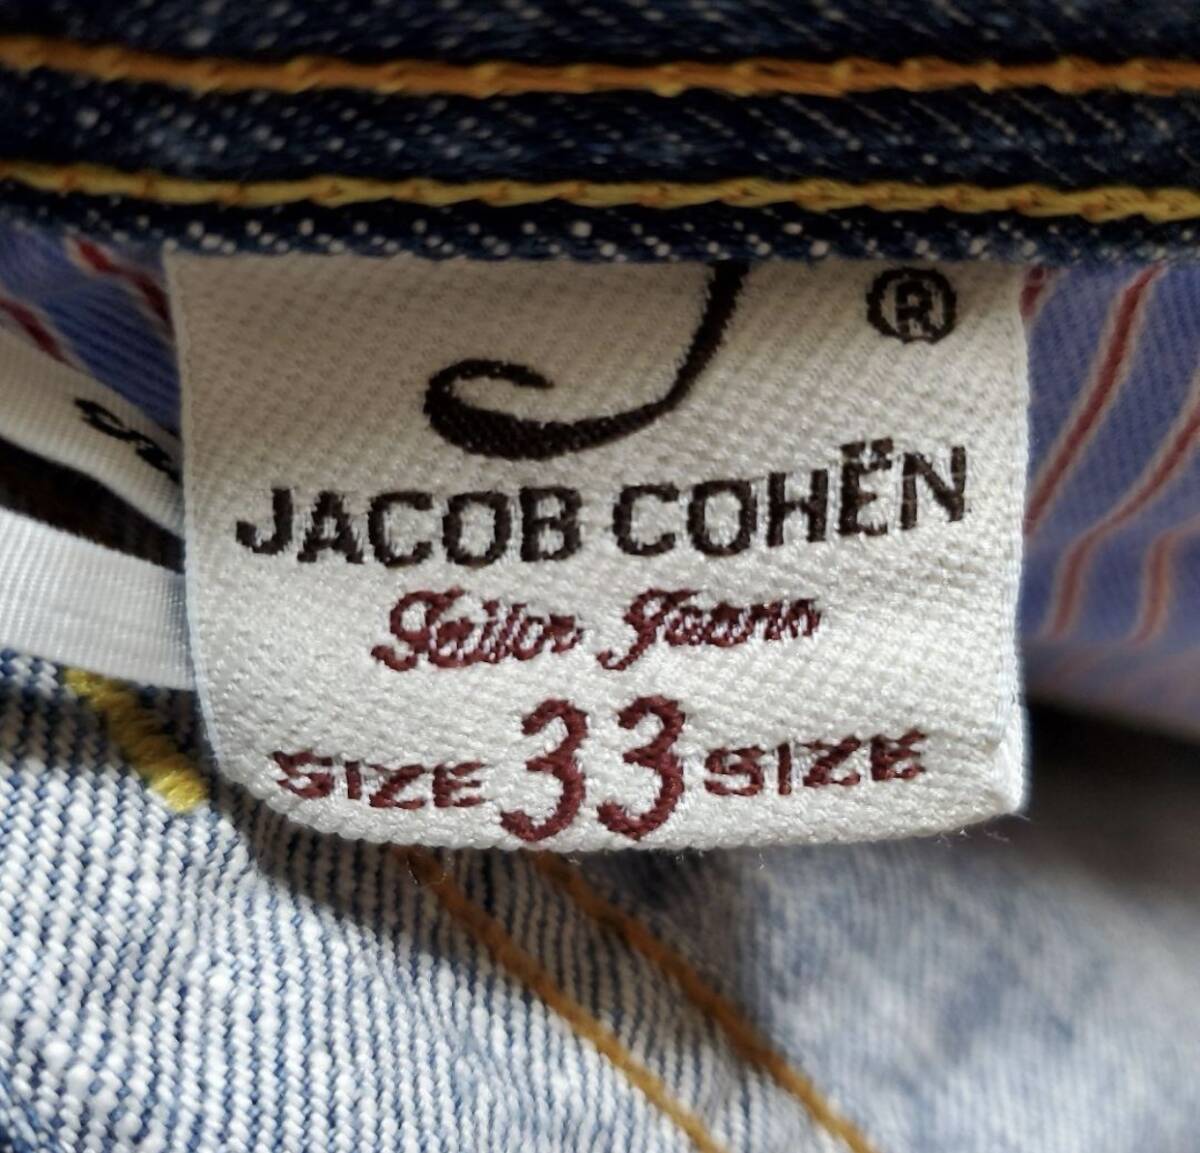 J ®
JACOB COHËN
Tailor Jeans
SIZE 33 SIZE